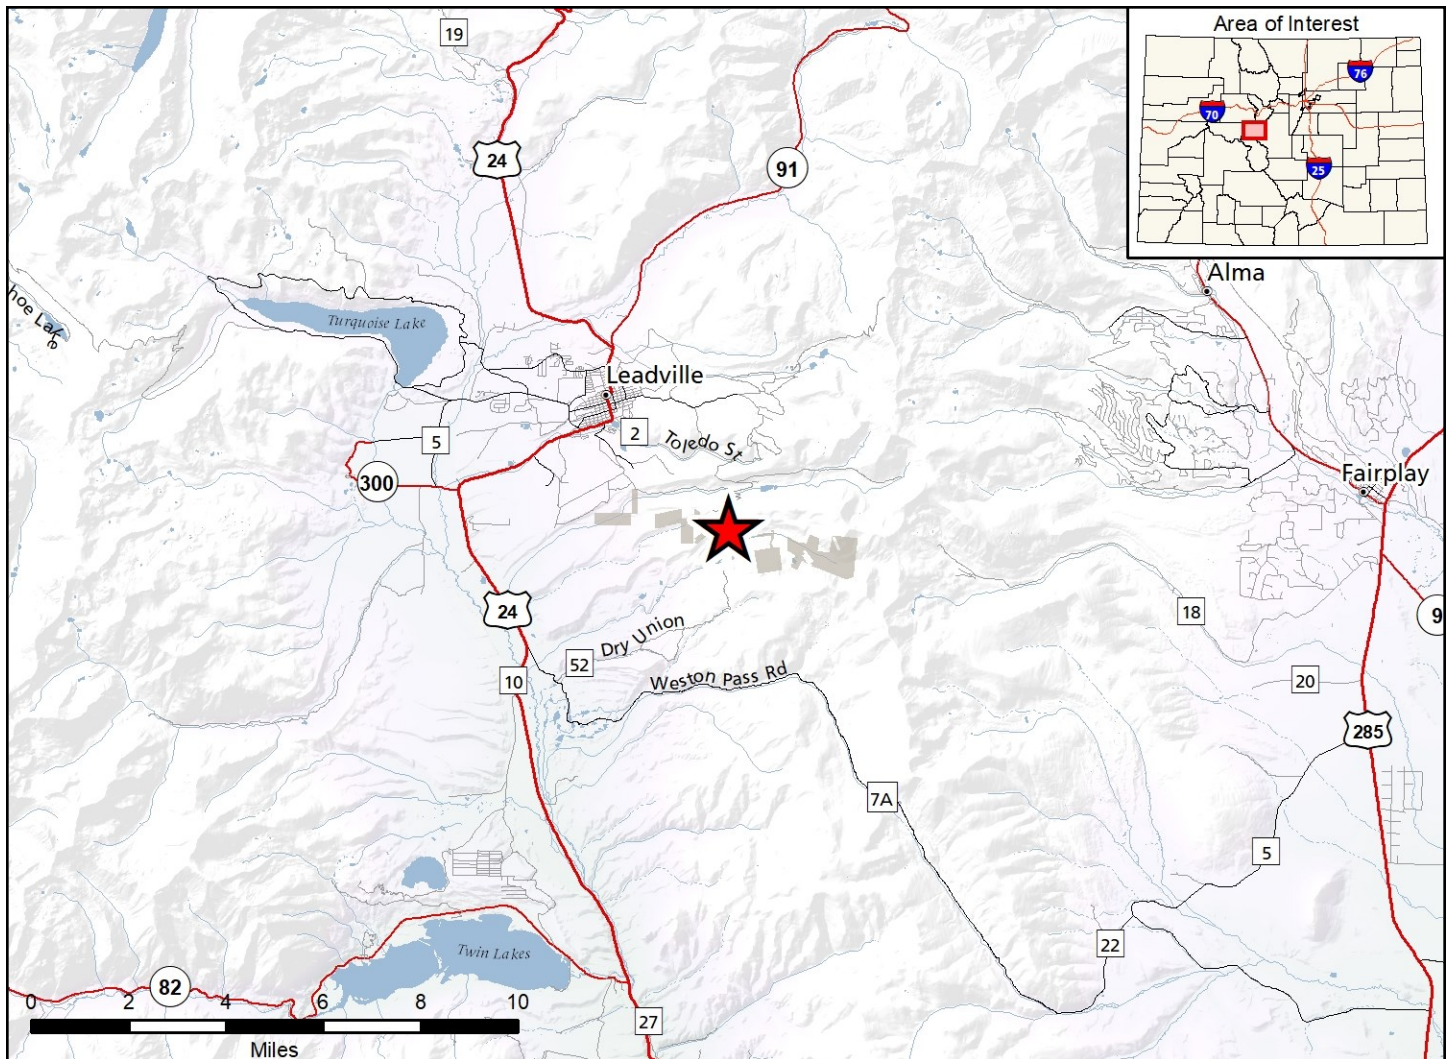 Area of Interest
76
70
25
19
24
91
Alma
hoe Lake
Turquoise Lake
Leadville
2
Toledo St
5
300
Fairplay
24
18
9
Dry Union
52
Weston Pass Rd
10
20
285
7A
5
22
Twin Lakes
82
27
0 2 4 6 8 10
Miles